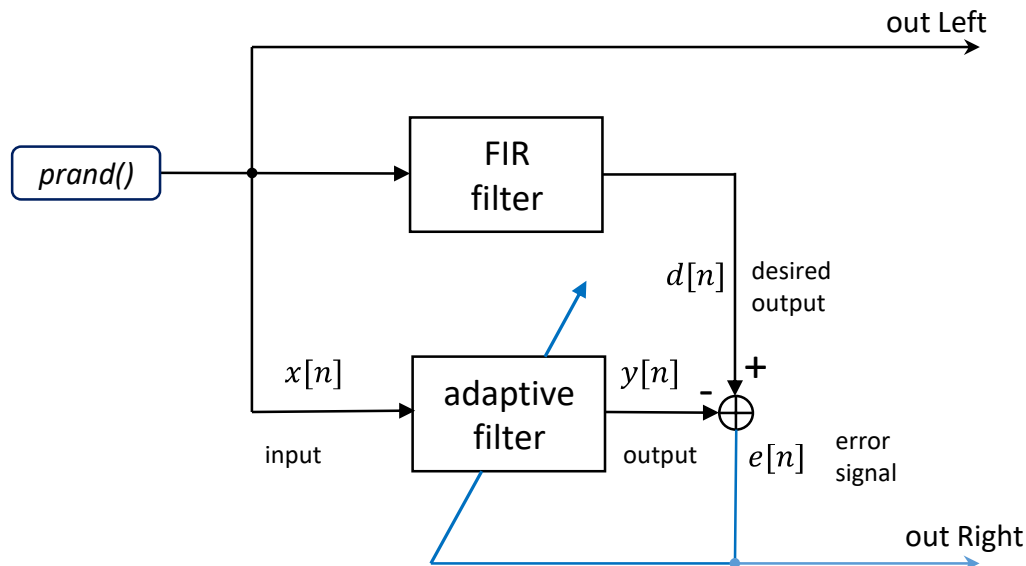 out Left
prand()
FIR
filter
d[n]
desired
output
x[n]
adaptive
filter
y[n]
-
+
input
output
e[n]
error
signal
out Right